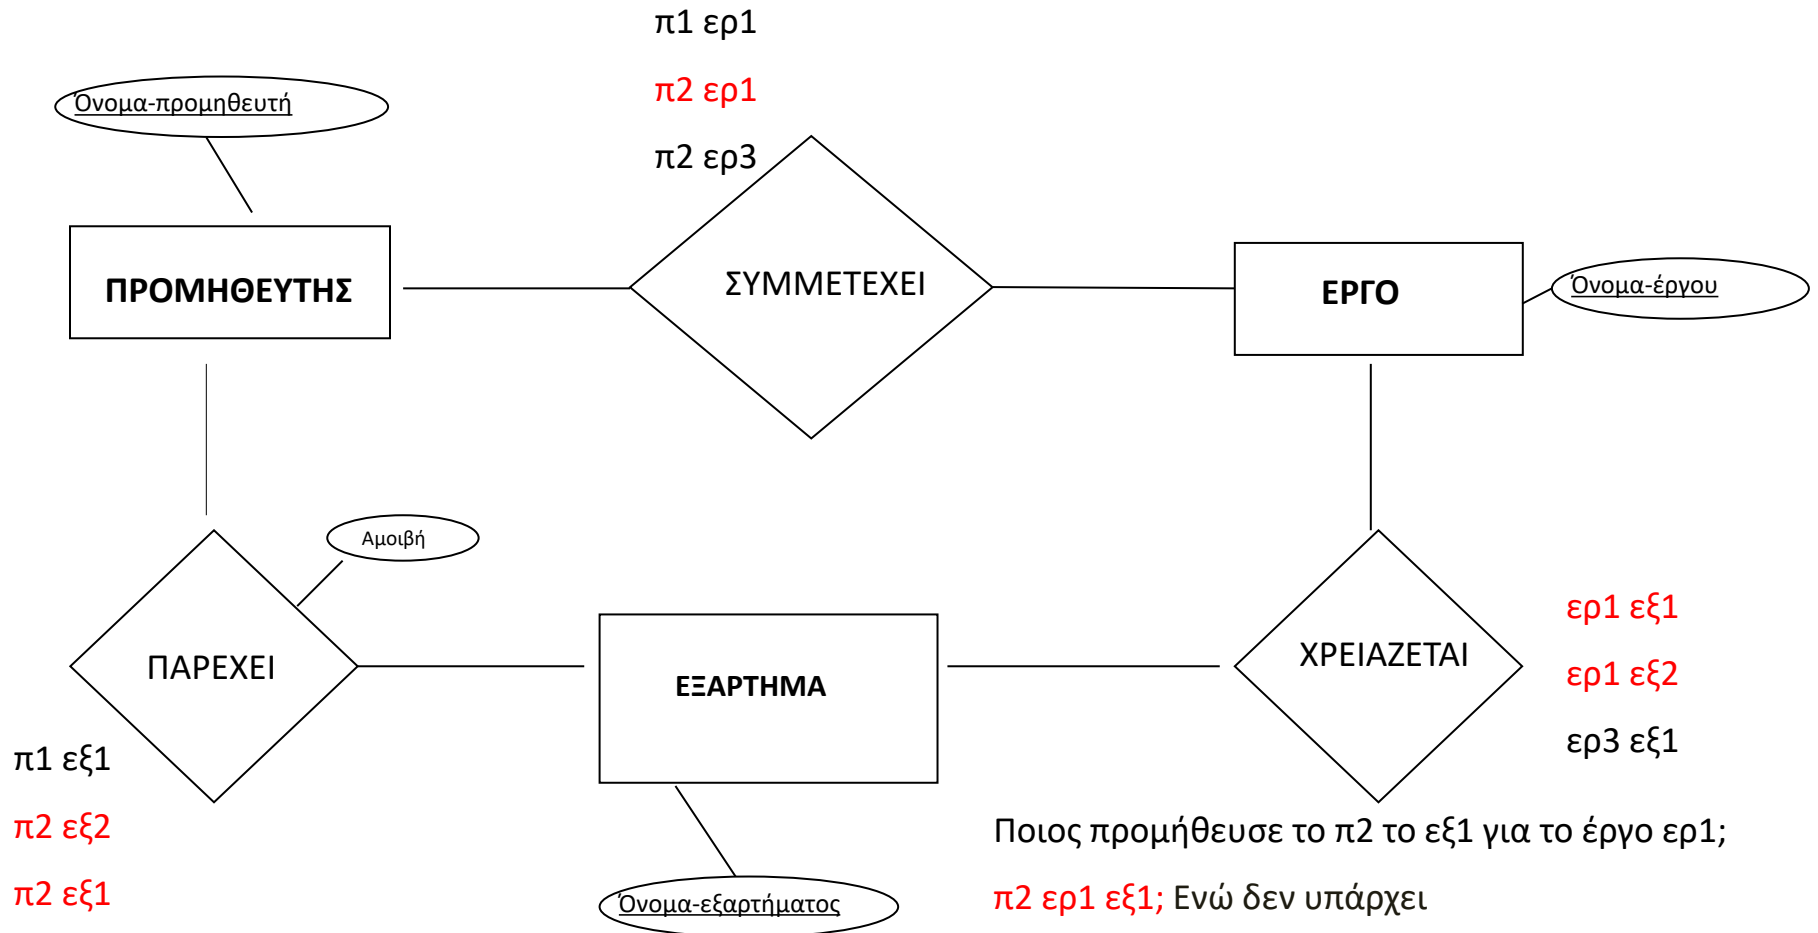 π1 ερ1
π2 ερ1
π2 ερ3
Όνομα-προμηθευτή
ΠΡΟΜΗΘΕΥΤΗΣ
ΣΥΜΜΕΤΕΧΕΙ
ΕΡΓΟ
Όνομα-έργου
Αμοιβή
ΠΑΡΕΧΕΙ
ΕΞΑΡΤΗΜΑ
ΧΡΕΙΑΖΕΤΑΙ
ερ1 εξ1
ερ1 εξ2
ερ3 εξ1
π1 εξ1
π2 εξ2
π2 εξ1
Όνομα-εξαρτήματος
Ποιος προμήθευσε το π2 το εξ1 για το έργο ερ1;
π2 ερ1 εξ1; Ενώ δεν υπάρχει